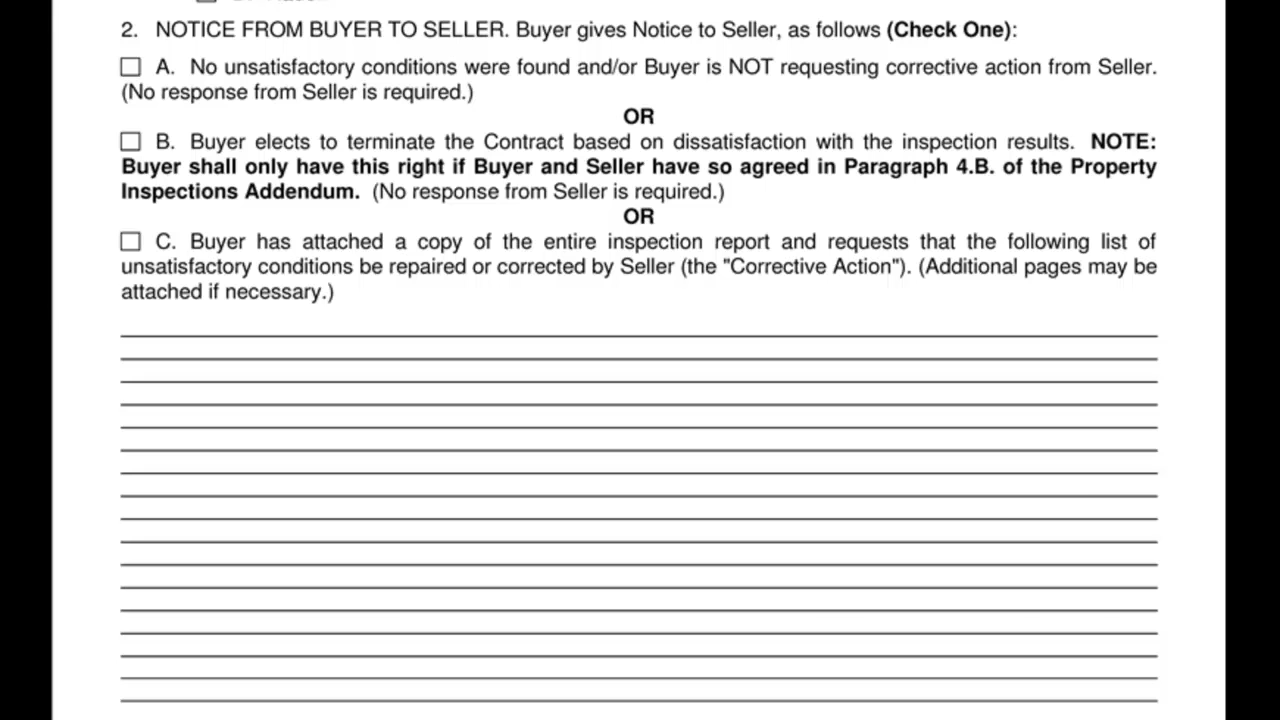 2. NOTICE FROM BUYER TO SELLER. Buyer gives Notice to Seller, as follows (Check One):
A. No unsatisfactory conditions were found and/or Buyer is NOT requesting corrective action from Seller.
(No response from Seller is required.)
OR
B. Buyer elects to terminate the Contract based on dissatisfaction with the inspection results. NOTE:
Buyer shall only have this right if Buyer and Seller have so agreed in Paragraph 4.B. of the Property
Inspections Addendum. (No response from Seller is required.)
OR
C. Buyer has attached a copy of the entire inspection report and requests that the following list of
unsatisfactory conditions be repaired or corrected by Seller (the "Corrective Action"). (Additional pages may be
attached if necessary.)